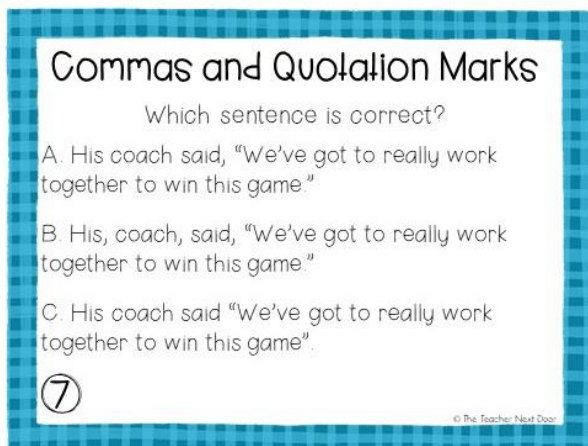 Commas and Quotation Marks
Which sentence is correct?
A. His coach said, “We’ve got to really work
together to win this game.”
B. His, coach, said, “We’ve got to really work
together to win this game.”
C. His coach said “We’ve got to really work
together to win this game”.
7
© The Teacher Next Door